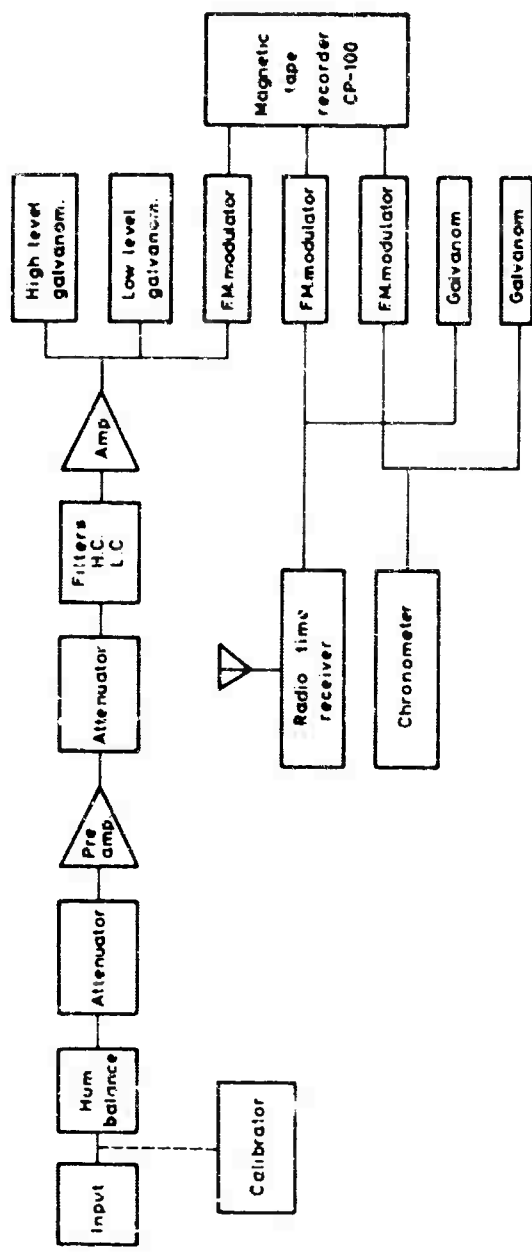 Input
Hum
balance
Calibrator
Attenuator
Pre
amp
Attenuator
Filters
H.C.
L.C
Amp
High level
galvanom.
Low level
galvanom.
F.M.modulator
Magnetic
tape
recorder
CP-100
Radio time
receiver
F.M.modulator
Chronometer
F.M.modulator
Galvanom
Galvanom